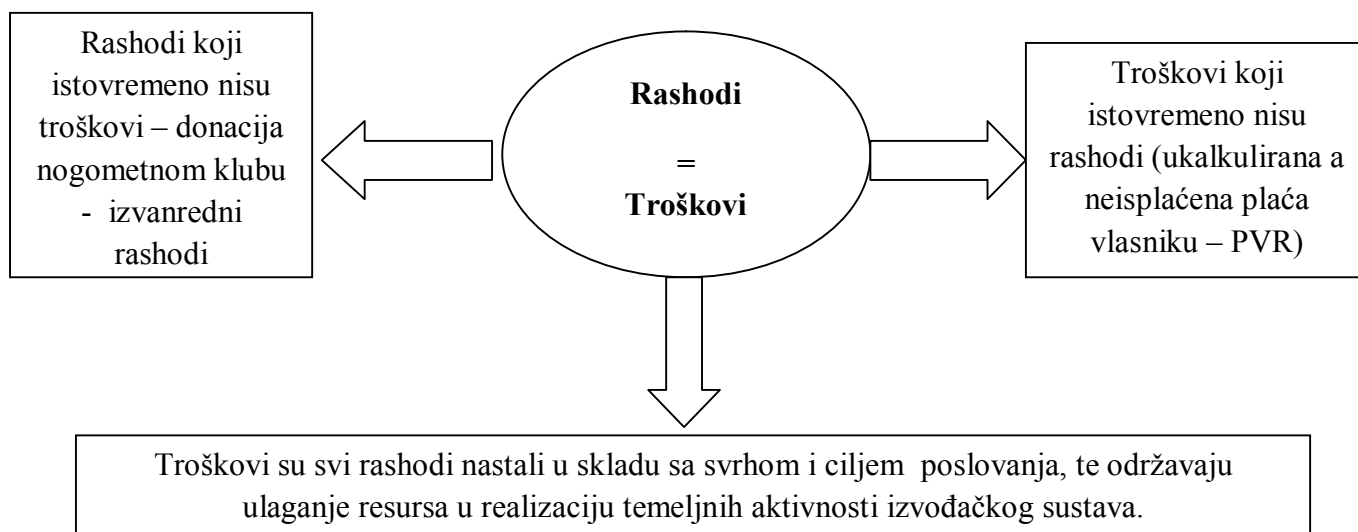 Rashodi koji
istovremeno nisu
troškovi – donacija
nogometnom klubu
- izvanredni
rashodi
Rashodi
=
Troškovi
Troškovi koji
istovremeno nisu
rashodi (ukalkulirana a
neisplaćena plaća
vlasniku – PVR)
Troškovi su svi rashodi nastali u skladu sa svrhom i ciljem poslovanja, te održavaju
ulaganje resursa u realizaciju temeljnih aktivnosti izvođačkog sustava.